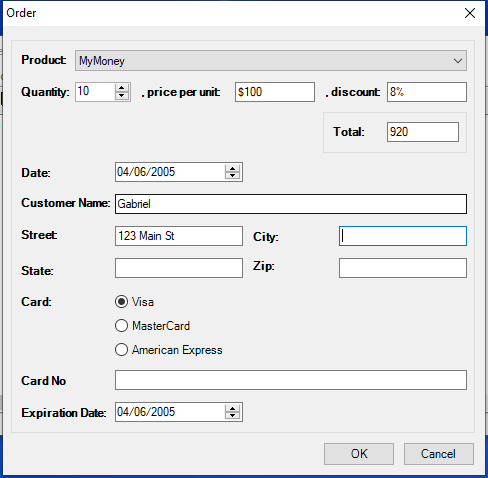 Order
Product: MyMoney
Quantity: 10 , price per unit: $100 , discount: 8%
Total: 920
Date: 04/06/2005
Customer Name: Gabriel
Street: 123 Main St City:
State: Zip:
Card: Visa
MasterCard
American Express
Card No
Expiration Date: 04/06/2005
OK Cancel